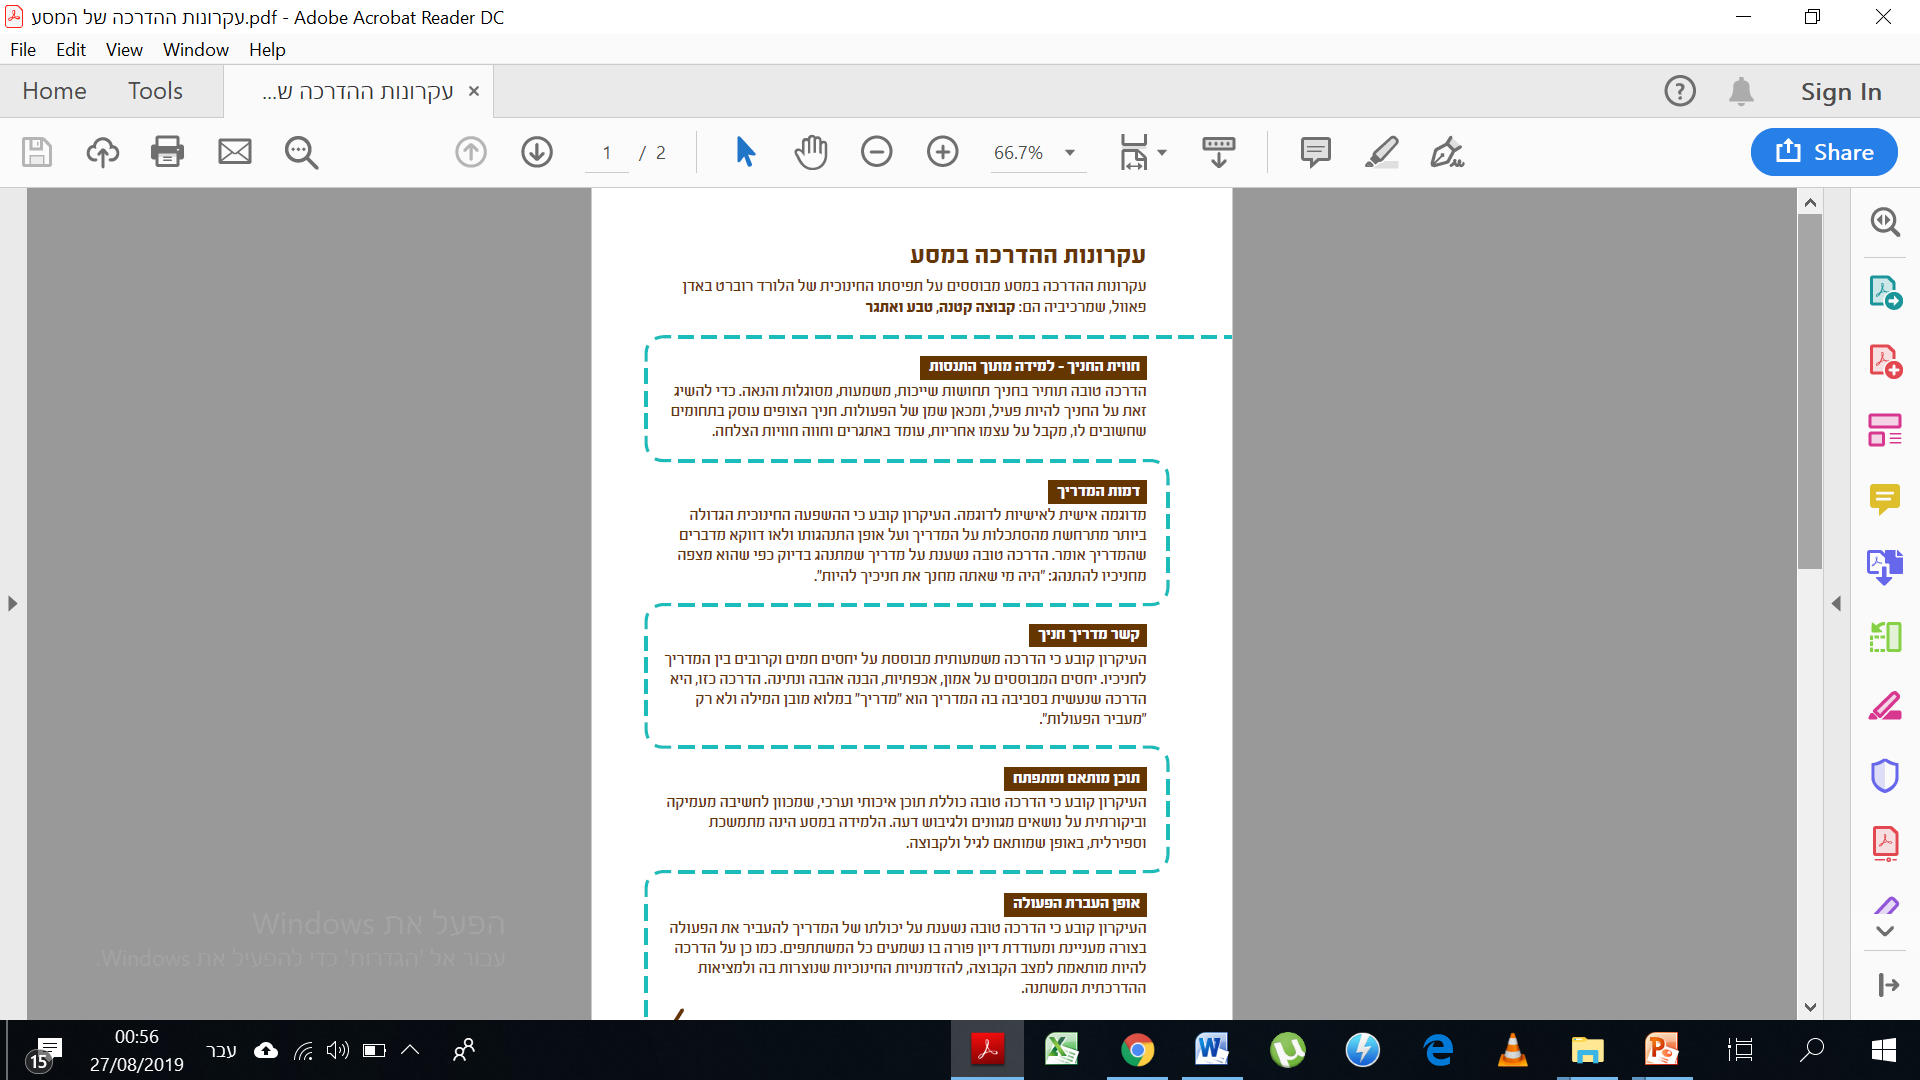 עקרונות ההדרכה של המסע.pdf - Adobe Acrobat Reader DC
File Edit View Window Help
Home Tools עקרונות ההדרכה ש... Sign In
1 / 2 66.7% Share
עקרונות ההדרכה במסע
עקרונות ההדרכה במסע מבוססים על תפיסתו החינוכית של הלורד רוברט באדן
פאוול, שמרכיביה הם: קבוצה קטנה, טבע ואתגר
חווית החניך - למידה מתוך התנסות
הדרכה טובה תותיר בחניך תחושות שייכות, משמעות, מסוגלות והנאה. כדי להשיג
זאת על החניך להיות פעיל, ומכאן שמן של הפעולות. חניך הצופים עוסק בתחומים
שחשובים לו, מקבל על עצמו אחריות, עומד באתגרים וחווה חוויות הצלחה.
דמות המדריך
מדוגמה אישית לאישיות לדוגמה. העיקרון קובע כי ההשפעה החינוכית הגדולה
ביותר מתרחשת מהסתכלות על המדריך ועל אופן התנהגותו ולאו דווקא מדברים
שהמדריך אומר. הדרכה טובה נשענת על מדריך שמתנהג בדיוק כפי שהוא מצפה
מחניכיו להתנהג: "היה מי שאתה מחנך את חניכיך להיות".
קשר מדריך חניך
העיקרון קובע כי הדרכה משמעותית מבוססת על יחסים חמים וקרובים בין המדריך
לחניכיו. יחסים המבוססים על אמון, אכפתיות, הבנה אהבה ונתינה. הדרכה כזו, היא
הדרכה שנעשית בסביבה בה המדריך הוא "מדריך" במלוא מובן המילה ולא רק
"מעביר הפעולות".
תוכן מותאם ומתפתח
העיקרון קובע כי הדרכה טובה כוללת תוכן איכותי וערכי, שמכוון לחשיבה מעמיקה
וביקורתית על נושאים מגוונים ולגיבוש דעה. הלמידה במסע הינה מתמשכת
וספירלית, באופן שמותאם לגיל ולקבוצה.
אופן העברת הפעולה
העיקרון קובע כי הדרכה טובה נשענת על יכולתו של המדריך להעביר את הפעולה
בצורה מעניינת ומעודדת דיון פורה בו נשמעים כל המשתתפים. כמו כן על הדרכה
להיות מותאמת למצב הקבוצה, להזדמנויות החינוכיות שנוצרות בה ולמציאות
ההדרכתית המשתנה.
הפעל את Windows
עבור אל 'הגדרות' כדי להפעיל את Windows.
15 00:56 עבר
27/08/2019